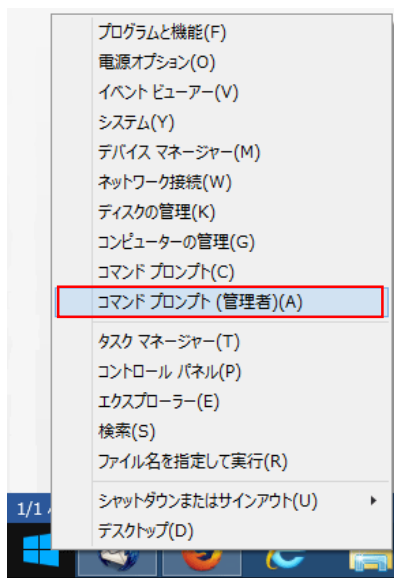 プログラムと機能(F)
電源オプション(O)
イベント ビューアー(V)
システム(Y)
デバイス マネージャー(M)
ネットワーク接続(W)
ディスクの管理(K)
コンピューターの管理(G)
コマンド プロンプト(C)
コマンド プロンプト (管理者)(A)
タスク マネージャー(T)
コントロール パネル(P)
エクスプローラー(E)
検索(S)
ファイル名を指定して実行(R)
シャットダウンまたはサインアウト(U)
デスクトップ(D)
1/1